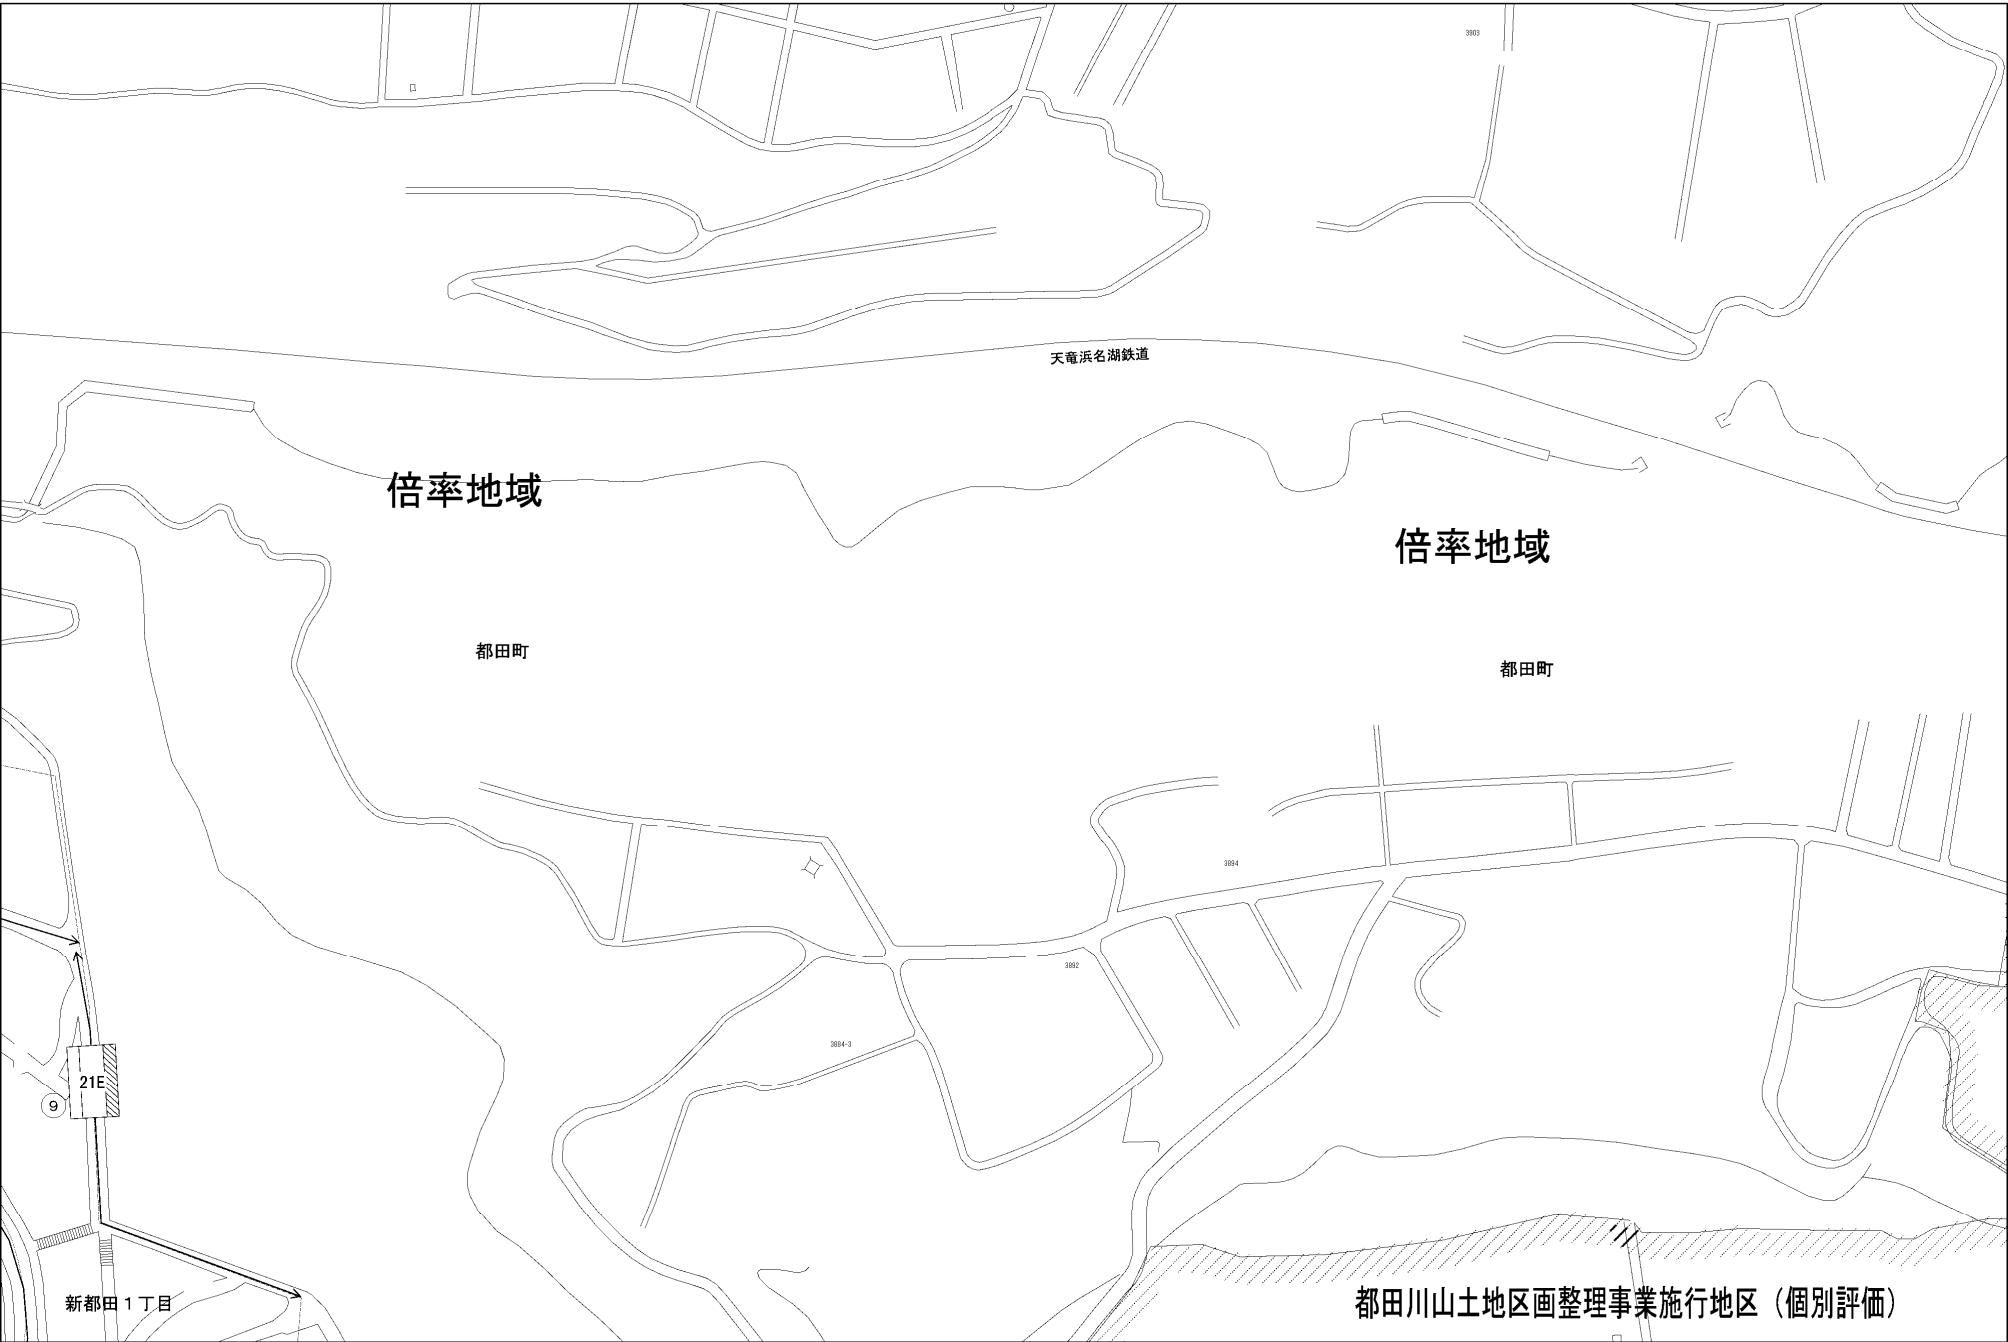 3903
天竜浜名湖鉄道
倍率地域
倍率地域
都田町
都田町
3894
3892
3884-3
21E
9
新都田１丁目
都田川山土地区画整理事業施行地区（個別評価）